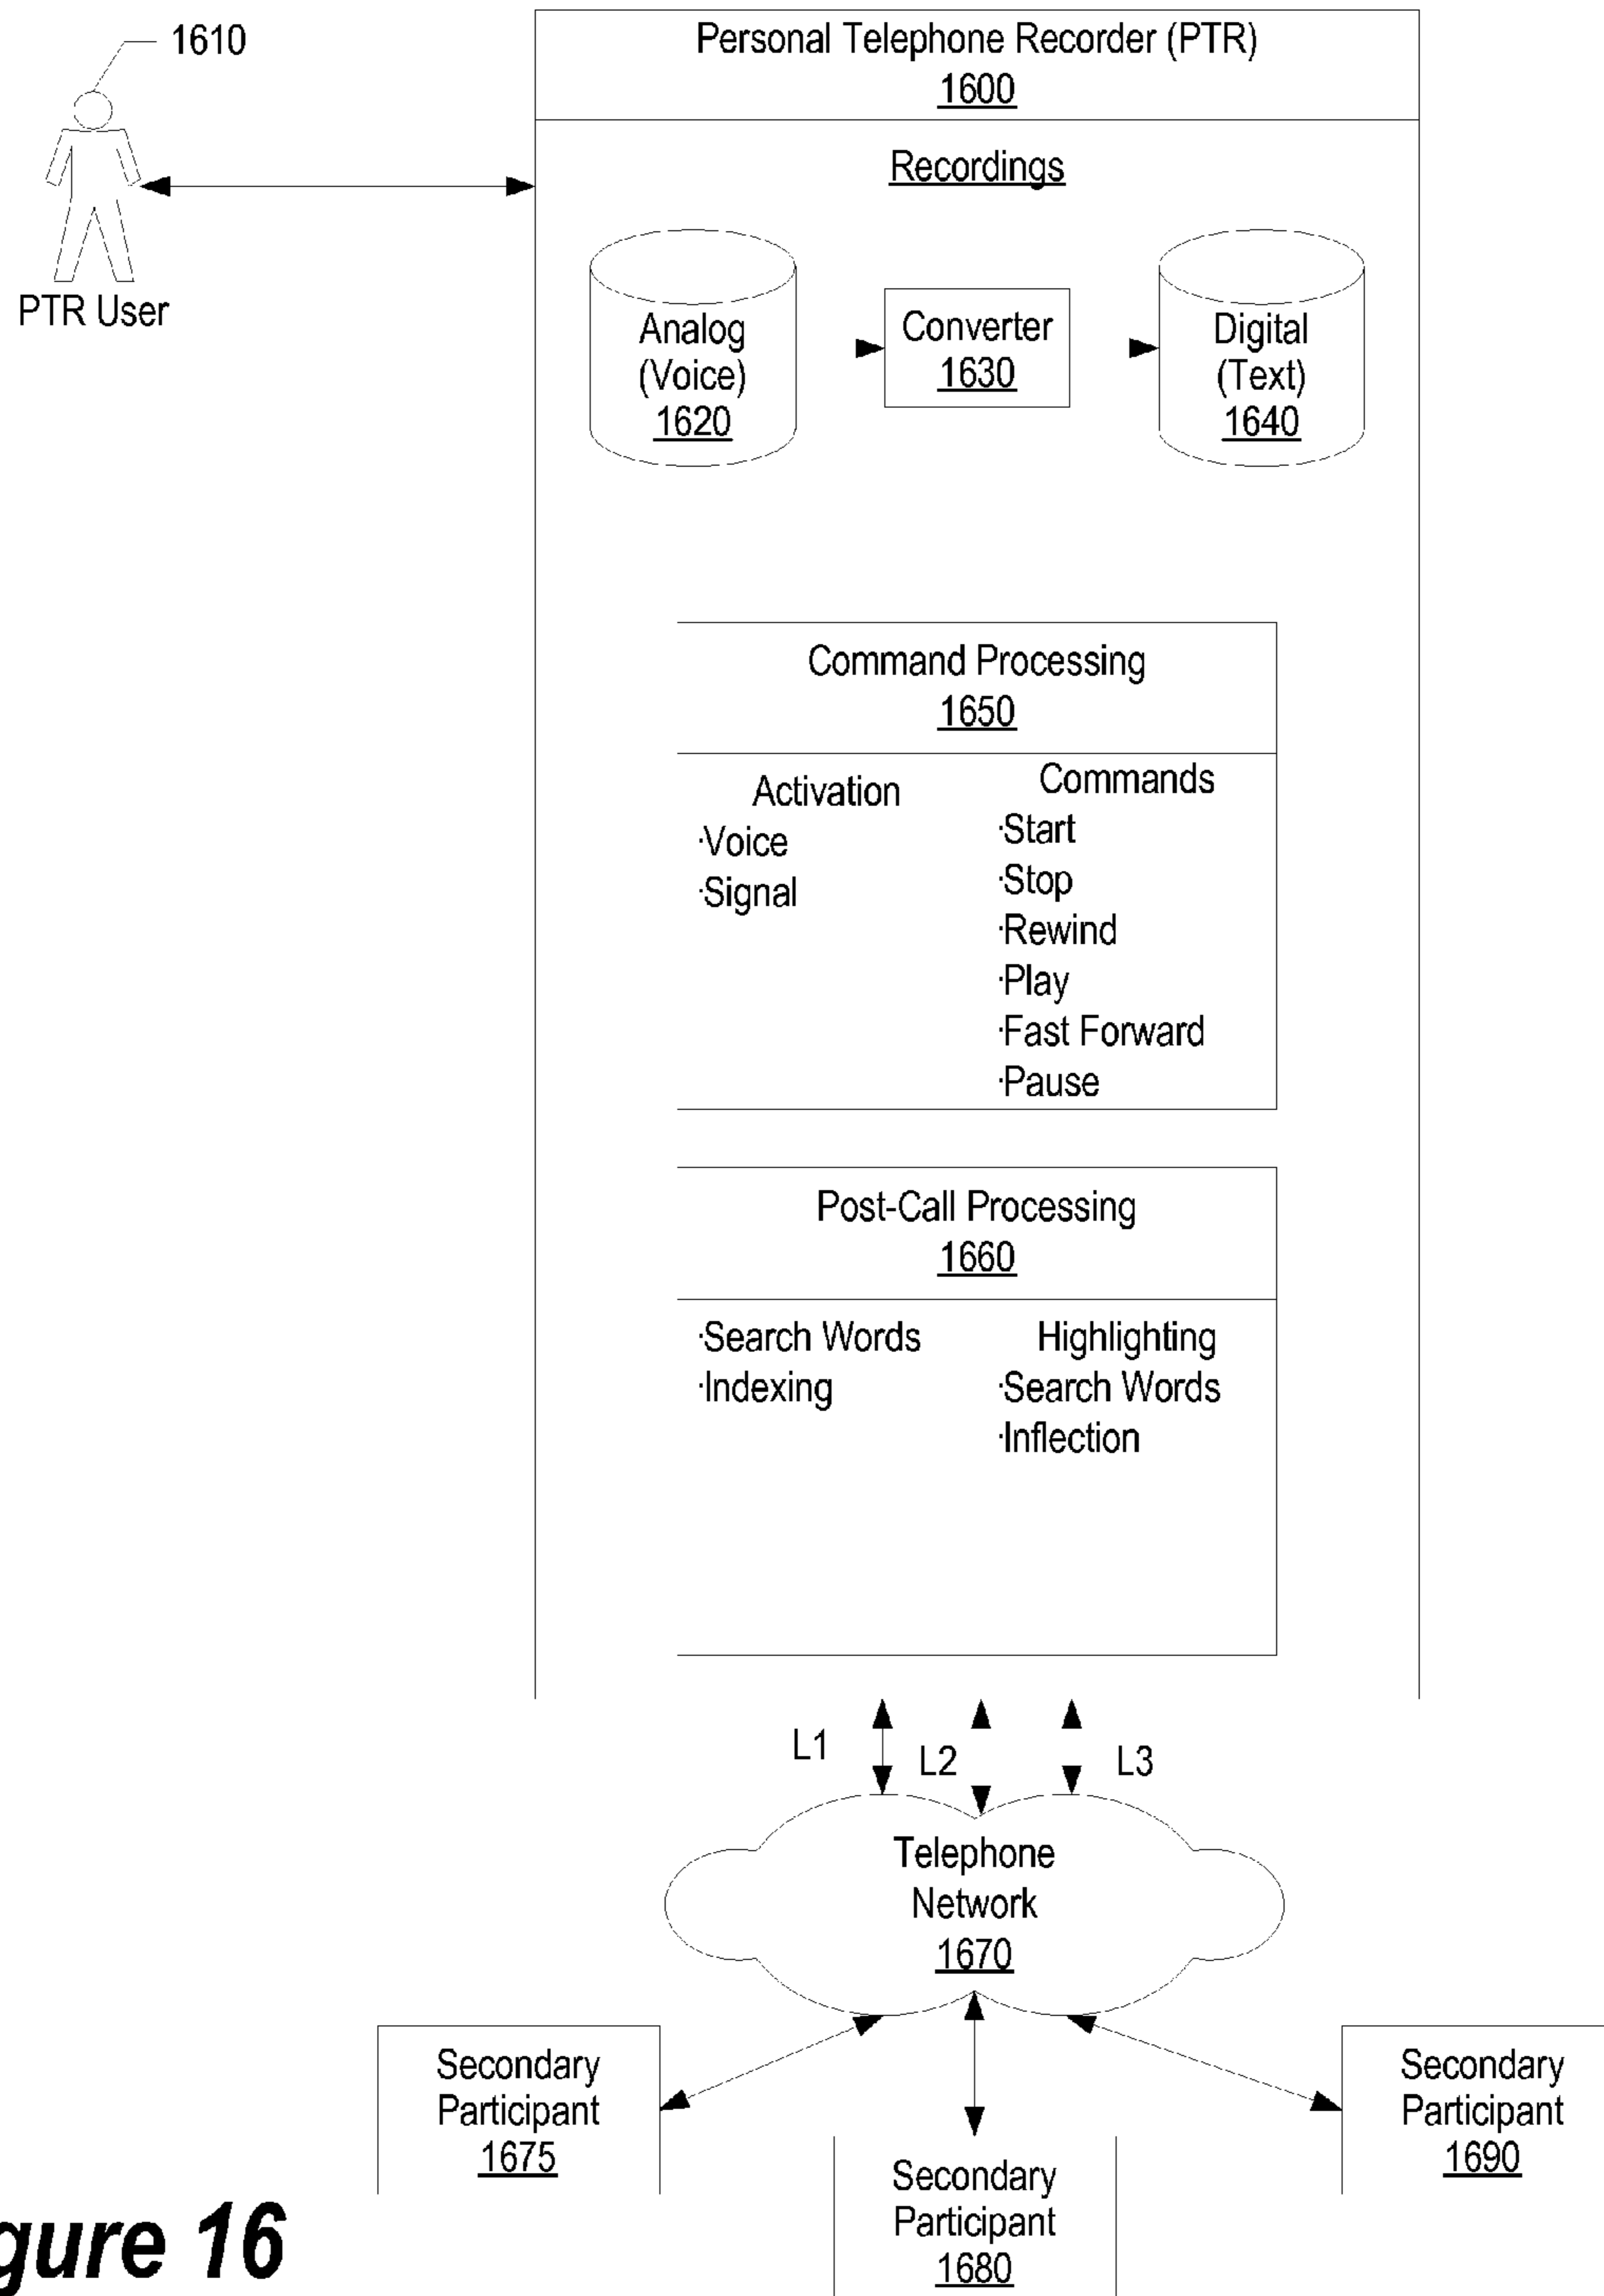 1610
PTR User
Personal Telephone Recorder (PTR)
1600
Recordings
Analog
(Voice)
1620
Converter
1630
Digital
(Text)
1640
Command Processing
1650
Activation
·Voice
·Signal
Commands
·Start
·Stop
·Rewind
·Play
·Fast Forward
·Pause
Post-Call Processing
1660
·Search Words
·Indexing
Highlighting
·Search Words
·Inflection
L1
L2
L3
Telephone
Network
1670
Secondary
Participant
1675
Secondary
Participant
1680
Secondary
Participant
1690
gure 16